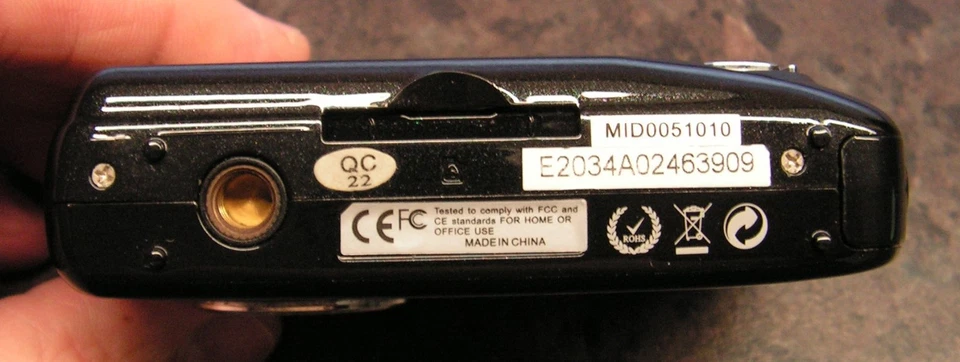 MID0051010
E2034A02463909
QC
22
CE FC Tested to comply with FCC and
CE standards FOR HOME OR
OFFICE USE
MADE IN CHINA
ROHS